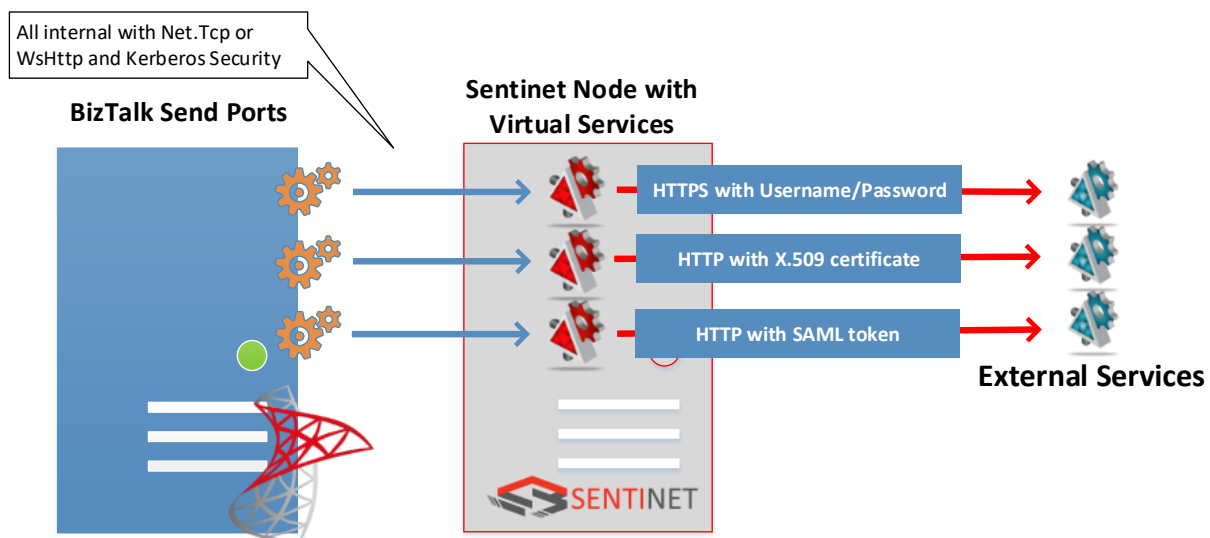 All internal with Net.Tcp or
WsHttp and Kerberos Security
BizTalk Send Ports
Sentinet Node with
Virtual Services
HTTPS with Username/Password
HTTP with X.509 certificate
HTTP with SAML token
External Services
SENTINET